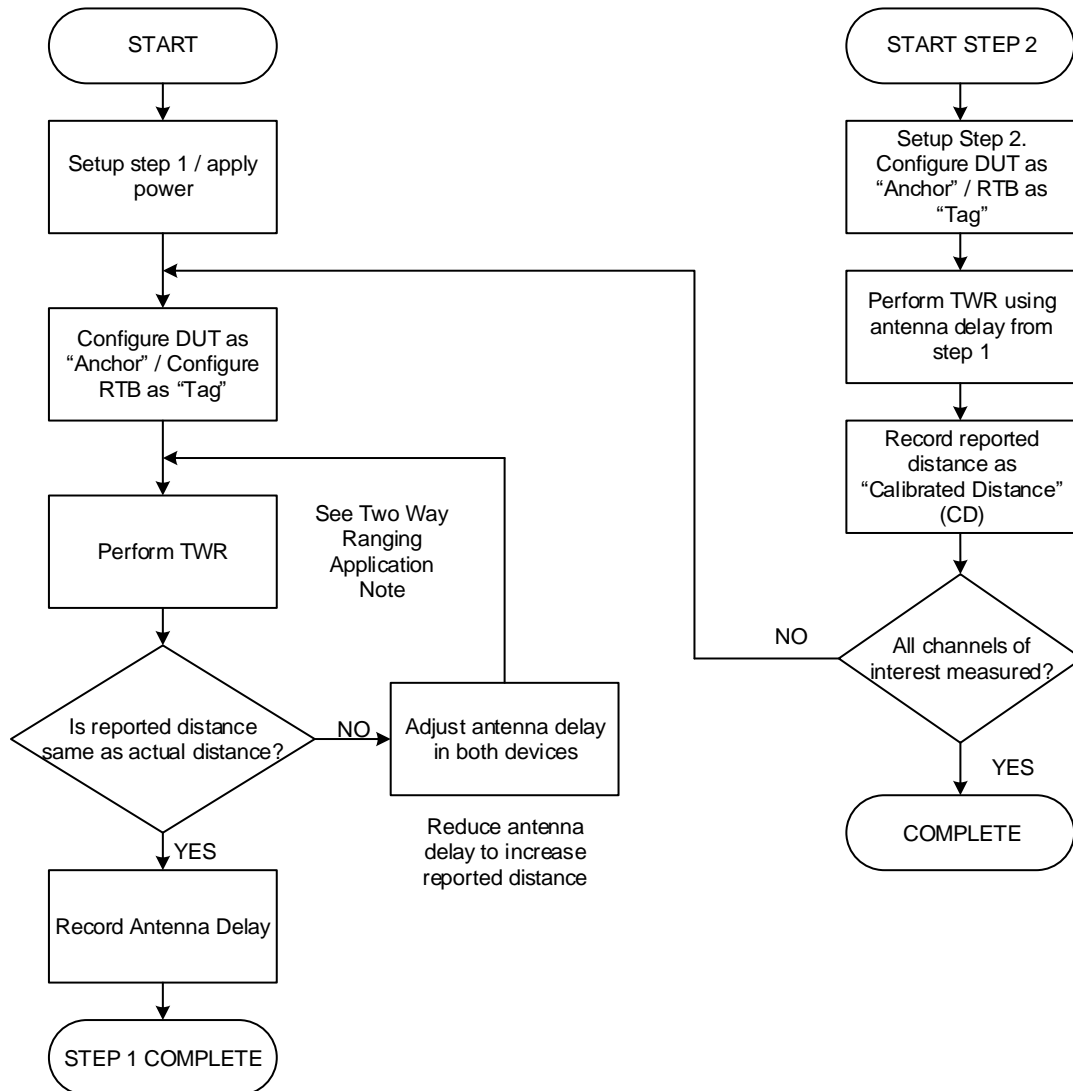 START
Setup step 1 / apply
power
Configure DUT as
“Anchor” / Configure
RTB as “Tag”
Perform TWR
See Two Way
Ranging
Application
Note
Is reported distance
same as actual distance?
NO
Adjust antenna delay
in both devices
Reduce antenna
delay to increase
reported distance
YES
Record Antenna Delay
STEP 1 COMPLETE
START STEP 2
Setup Step 2.
Configure DUT as
“Anchor” / RTB as
“Tag”
Perform TWR using
antenna delay from
step 1
Record reported
distance as
“Calibrated Distance”
(CD)
NO
All channels of
interest measured?
YES
COMPLETE